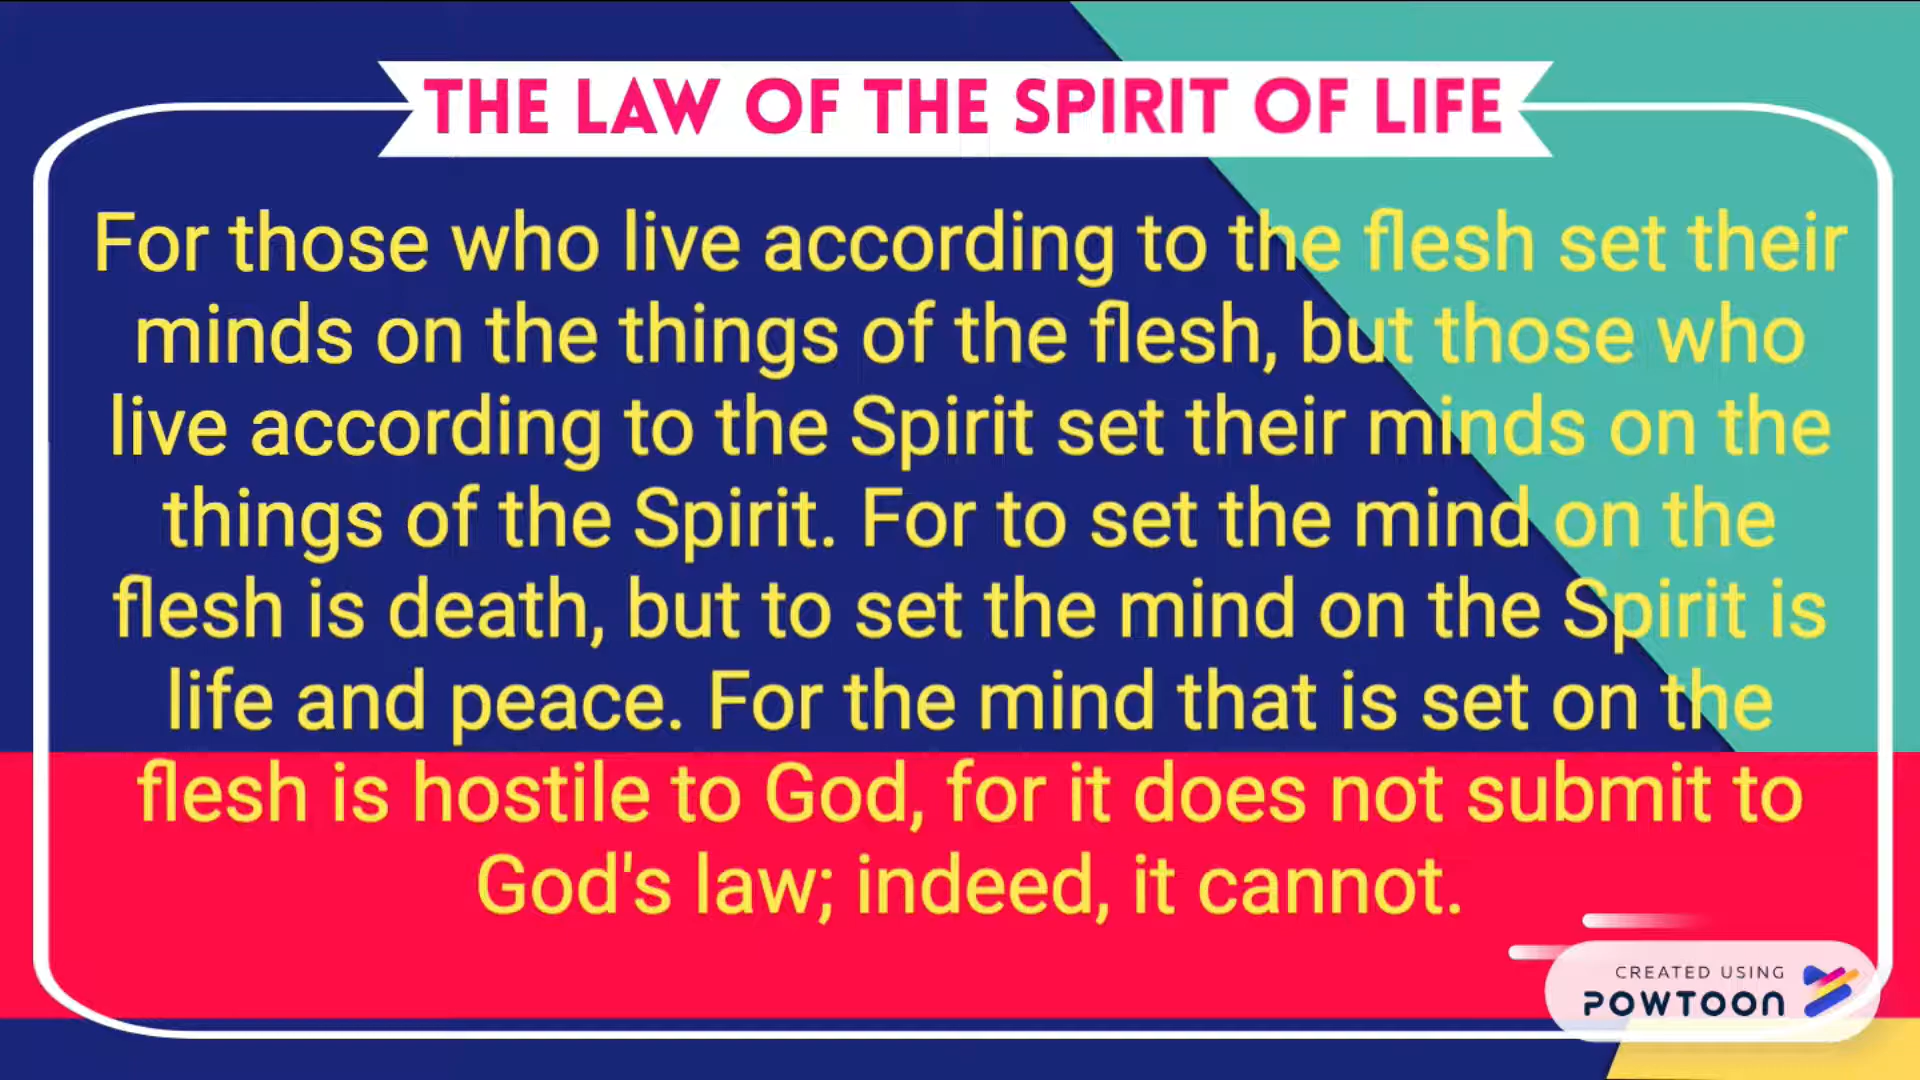 THE LAW OF THE SPIRIT OF LIFE
For those who live according to the flesh set their
minds on the things of the flesh, but those who
live according to the Spirit set their minds on the
things of the Spirit. For to set the mind on the
flesh is death, but to set the mind on the Spirit is
life and peace. For the mind that is set on the
flesh is hostile to God, for it does not submit to
God's law; indeed, it cannot.
CREATED USING
POWTOON